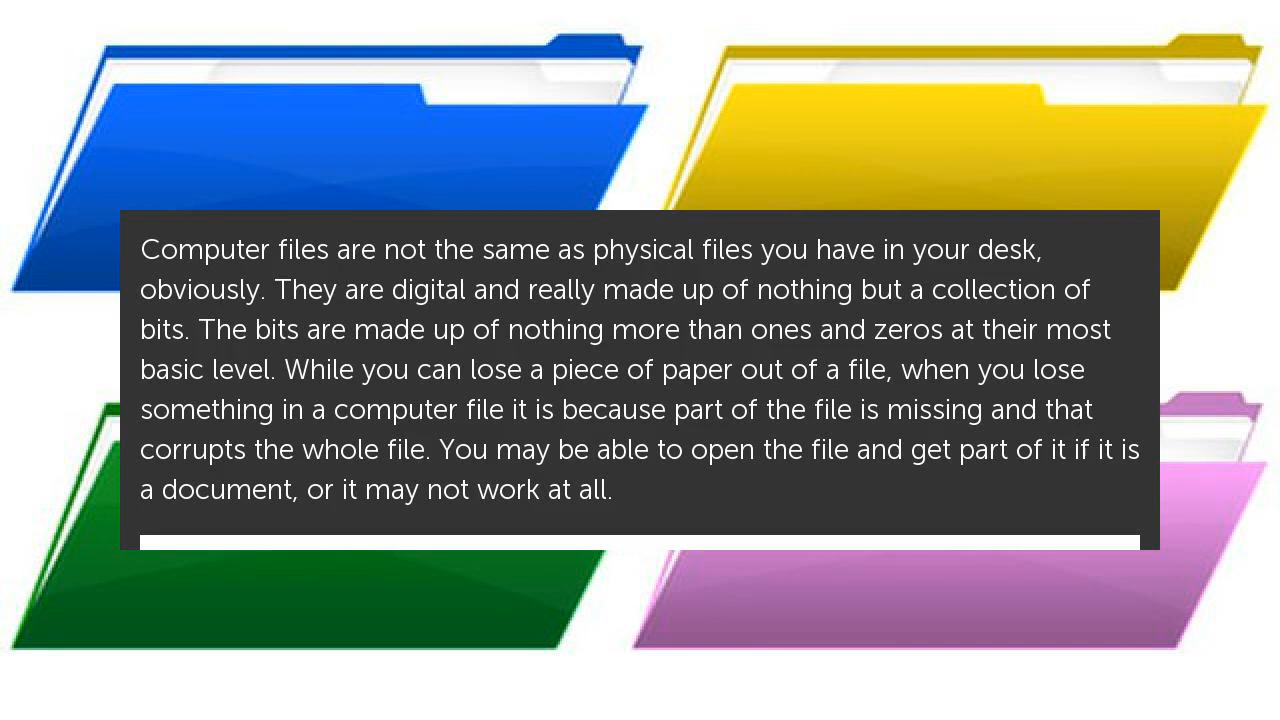 Computer files are not the same as physical files you have in your desk,
obviously. They are digital and really made up of nothing but a collection of
bits. The bits are made up of nothing more than ones and zeros at their most
basic level. While you can lose a piece of paper out of a file, when you lose
something in a computer file it is because part of the file is missing and that
corrupts the whole file. You may be able to open the file and get part of it if it is
a document, or it may not work at all.